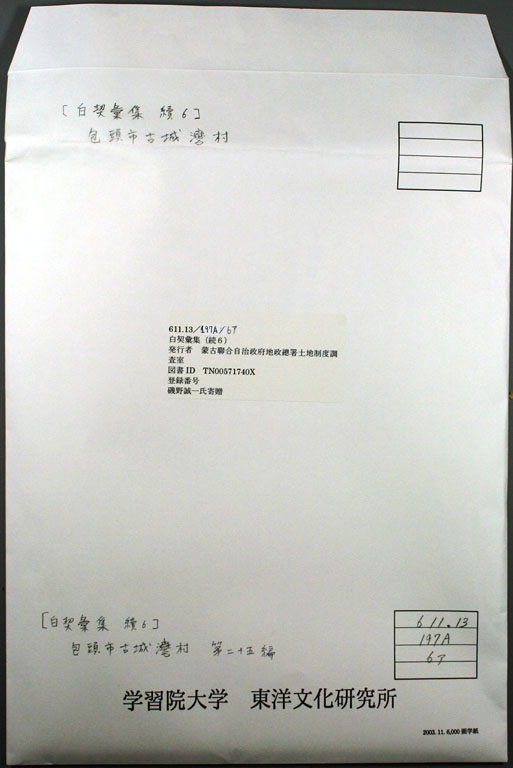 [白契彙集 續6]
包頭市古城灣村
611.13/197A/67
白契彙集（続６）
発行者　蒙古聯合自治政府地政總署土地制度調
査室
図書 ID　TN00571740X
登録番号
磯野誠一氏寄贈
[白契彙集 續6]
包頭市古城灣村　第二十五編
611.13
197A
67
学習院大学　東洋文化研究所
2003. 11. 6,000 図学紙